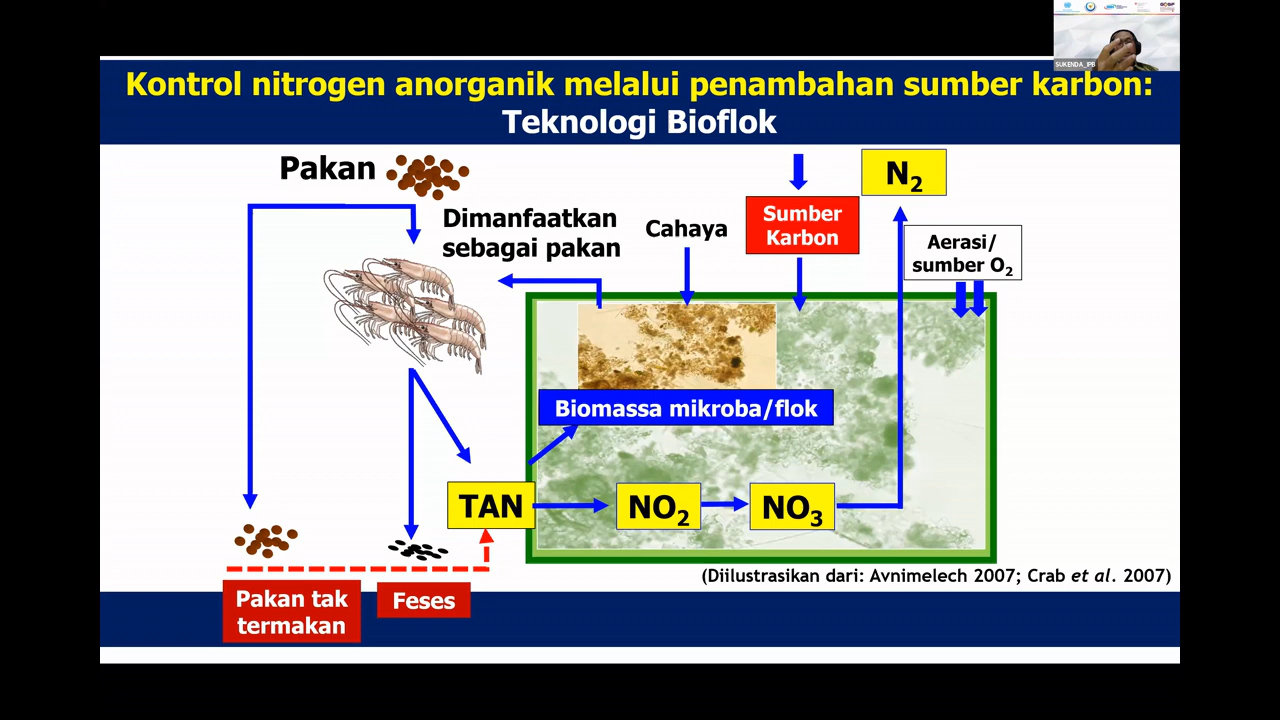 SUKENDA_IPB
Kontrol nitrogen anorganik melalui penambahan sumber karbon:
Teknologi Bioflok
Pakan
N2
Dimanfaatkan
sebagai pakan
Cahaya
Sumber
Karbon
Aerasi/
sumber O2
Biomassa mikroba/flok
TAN
NO2
NO3
(Diilustrasikan dari: Avnimelech 2007; Crab et al. 2007)
Pakan tak
termakan
Feses